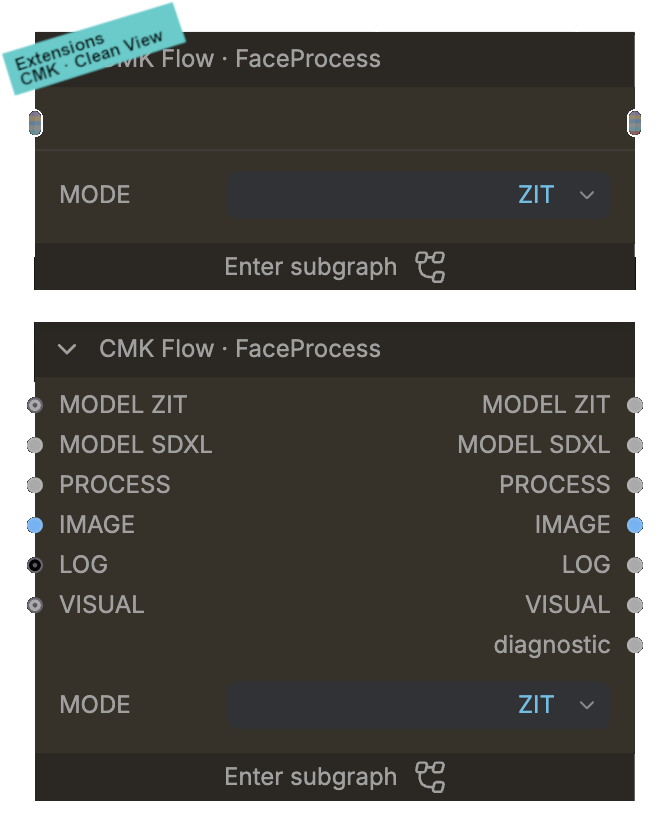 Extensions
CMK · Clean View
CMK Flow · FaceProcess
MODE ZIT
Enter subgraph
CMK Flow · FaceProcess
MODEL ZIT MODEL ZIT
MODEL SDXL MODEL SDXL
PROCESS PROCESS
IMAGE IMAGE
LOG LOG
VISUAL VISUAL
diagnostic
MODE ZIT
Enter subgraph